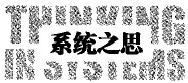 THINKING
系统之思
IN SYSTEMS